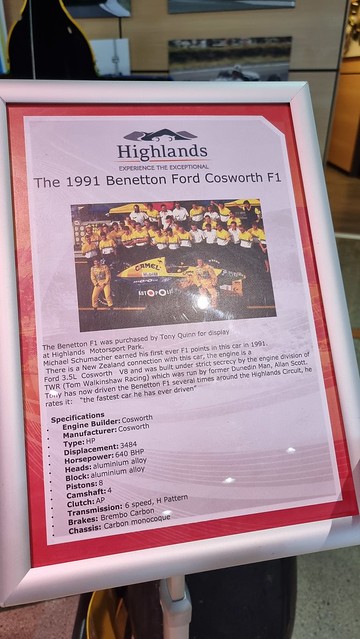 Highlands
EXPERIENCE THE EXCEPTIONAL
The 1991 Benetton Ford Cosworth F1
CAMEL
The Benetton F1 was purchased by Tony Quinn for display
at Highlands Motorsport Park.
Michael Schumacher earned his first ever F1 points in this car in 1991.
There is a New Zealand connection with this car, the engine is a
Ford 3.5L Cosworth V8 and was built under strict secrecy by the engine division of
TWR (Tom Walkinshaw Racing) which was run by former Dunedin Man, Allan Scott.
Tony has now driven the Benetton F1 several times around the Highlands Circuit, he
rates it: "the fastest car he has ever driven"
Specifications
· Engine Builder: Cosworth
· Manufacturer: Cosworth
· Type: HP
· Displacement: 3484
· Horsepower: 640 BHP
· Heads: aluminium alloy
· Block: aluminium alloy
· Pistons: 8
· Camshaft: 4
· Clutch: AP
· Transmission: 6 speed, H Pattern
· Brakes: Brembo Carbon
· Chassis: Carbon monocoque